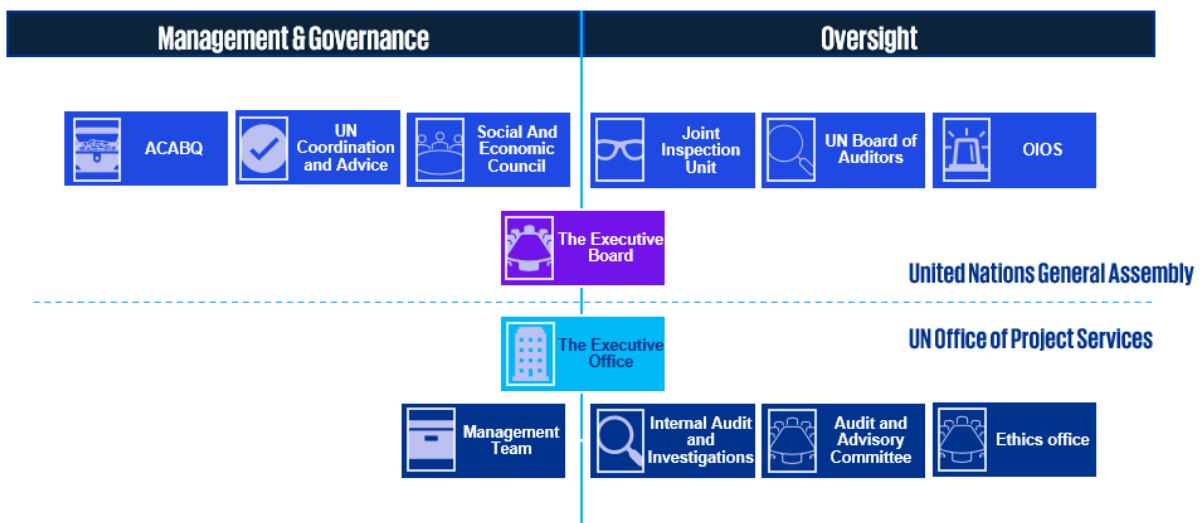 Management & Governance
Oversight
ACABQ
UN
Coordination
and Advice
Social And
Economic
Council
Joint
Inspection
Unit
UN Board of
Auditors
OIOS
The Executive
Board
United Nations General Assembly
The Executive
Office
UN Office of Project Services
Management
Team
Internal Audit
and
Investigations
Audit and
Advisory
Committee
Ethics office